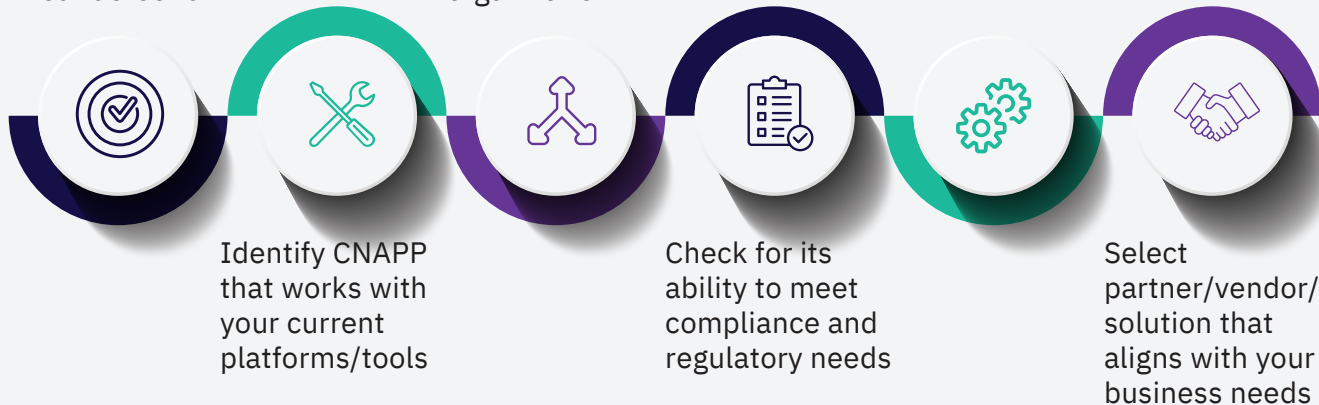 Identify CNAPP
that works with
your current
platforms/tools
Check for its
ability to meet
compliance and
regulatory needs
Select
partner/vendor/
solution that
aligns with your
business needs